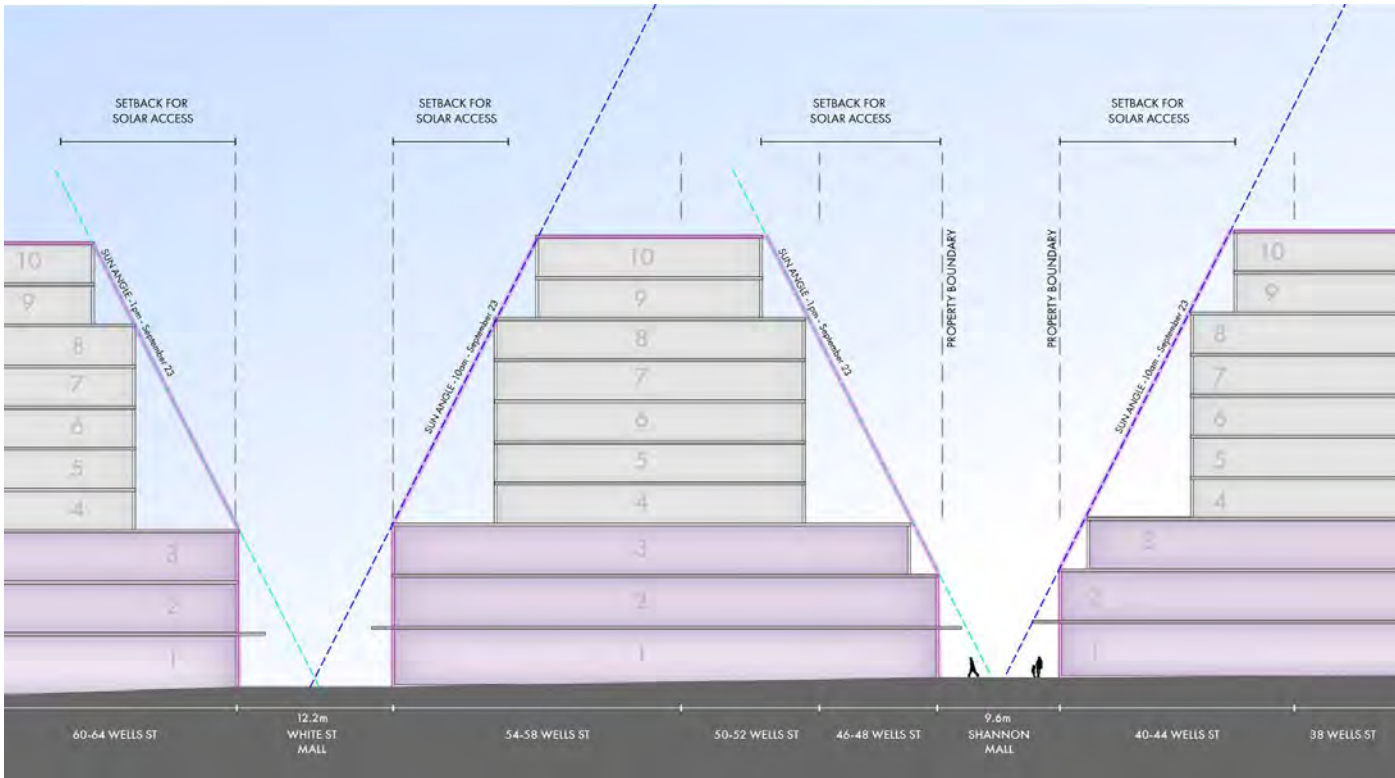 SETBACK FOR
SOLAR ACCESS
SETBACK FOR
SOLAR ACCESS
SETBACK FOR
SOLAR ACCESS
SETBACK FOR
SOLAR ACCESS
10
9
8
7
6
5
4
3
2
1
SUN ANGLE -1pm - September 23
SUN ANGLE -10am - September 23
10
9
8
7
6
5
4
3
2
1
SUN ANGLE -1pm - September 23
PROPERTY BOUNDARY
PROPERTY BOUNDARY
SUN ANGLE -10am - September 23
10
9
8
7
6
5
4
3
2
1
60-64 WELLS ST
12.2m
WHITE ST
MALL
54-58 WELLS ST
50-52 WELLS ST
46-48 WELLS ST
9.6m
SHANNON
MALL
40-44 WELLS ST
38 WELLS ST